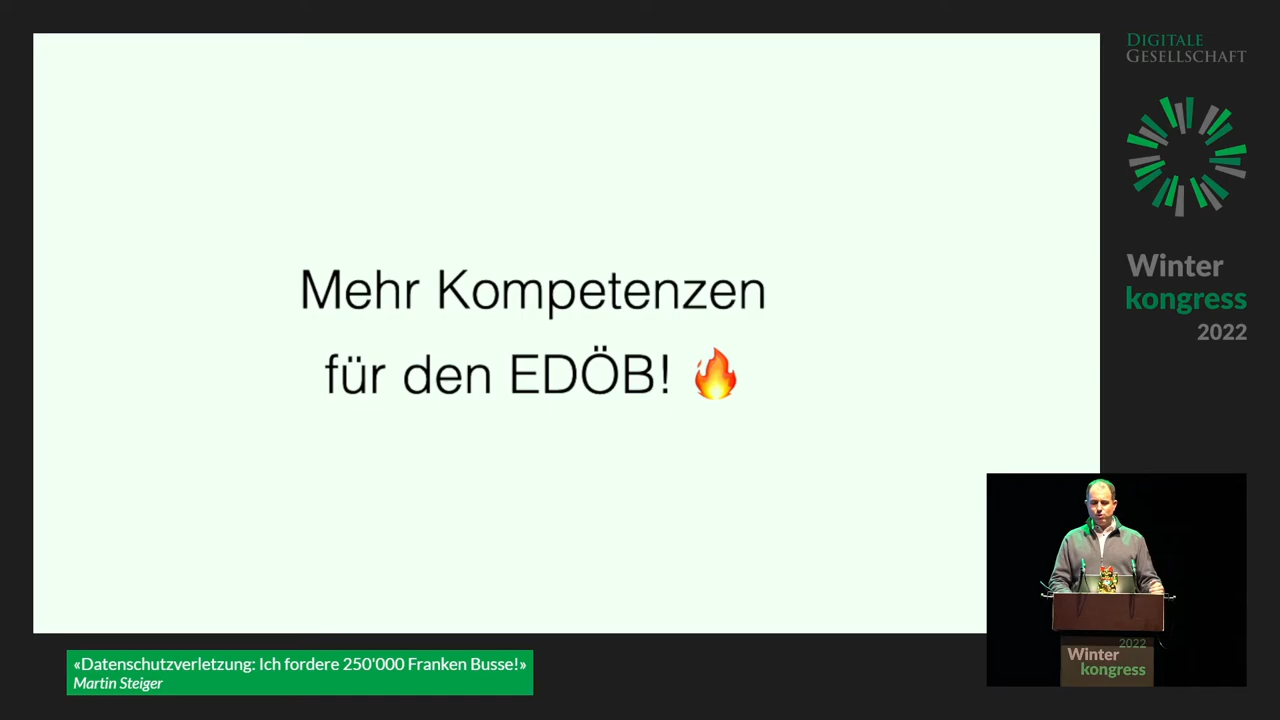 Mehr Kompetenzen
für den EDÖB! 🔥
DIGITALE
GESELLSCHAFT
Winter
kongress
2022
2022
Winter
kongress
«Datenschutzverletzung: Ich fordere 250'000 Franken Busse!»
Martin Steiger